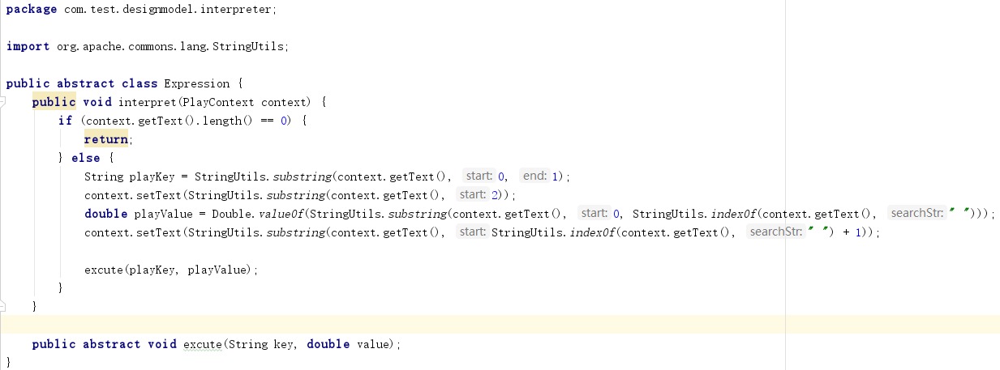 package com.test.designmodel.interpreter;
import org.apache.commons.lang.StringUtils;
public abstract class Expression {
public void interpret(PlayContext context) {
if (context.getText().length() == 0) {
return;
} else {
String playKey = StringUtils.substring(context.getText(), start: 0, end: 1);
context.setText(StringUtils.substring(context.getText(), start: 2));
double playValue = Double.valueOf(StringUtils.substring(context.getText(), start: 0, StringUtils.indexOf(context.getText(), searchStr: " ")));
context.setText(StringUtils.substring(context.getText(), start: StringUtils.indexOf(context.getText(), searchStr: " ") + 1));
excute(playKey, playValue);
}
}
public abstract void excute(String key, double value);
}